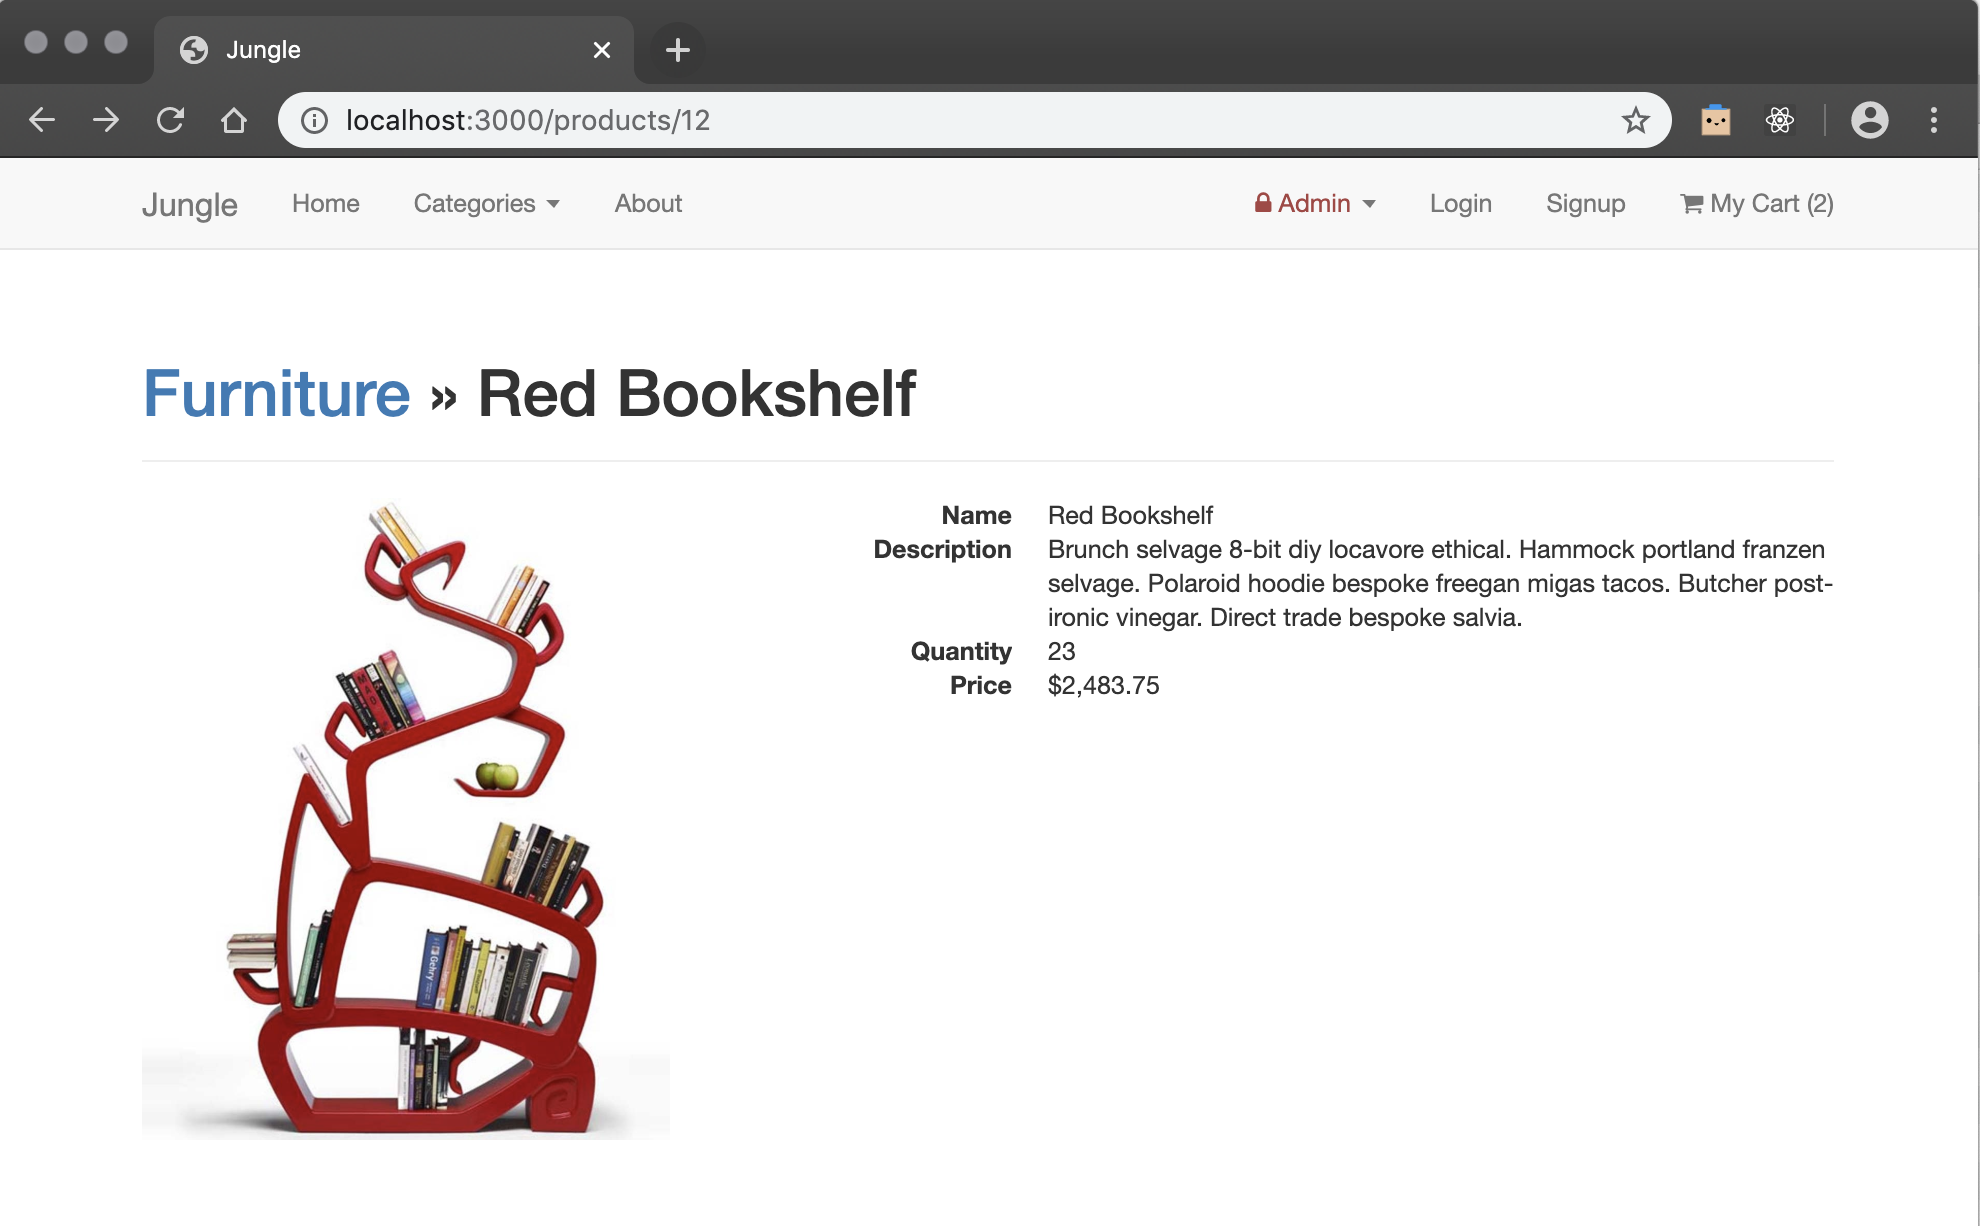 Jungle
localhost:3000/products/12
Jungle Home Categories About Admin Login Signup My Cart (2)
Furniture » Red Bookshelf
Name Red Bookshelf
Description Brunch selvage 8-bit diy locavore ethical. Hammock portland franzen
selvage. Polaroid hoodie bespoke freegan migas tacos. Butcher post-
ironic vinegar. Direct trade bespoke salvia.
Quantity 23
Price $2,483.75
MAD
Gehry